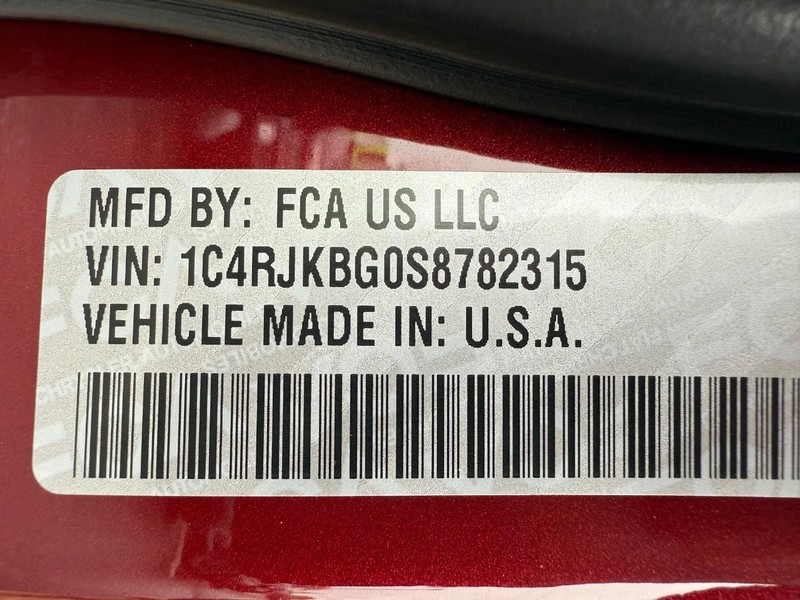 MFD BY: FCA US LLC
VIN: 1C4RJKBG0S8782315
VEHICLE MADE IN: U.S.A.